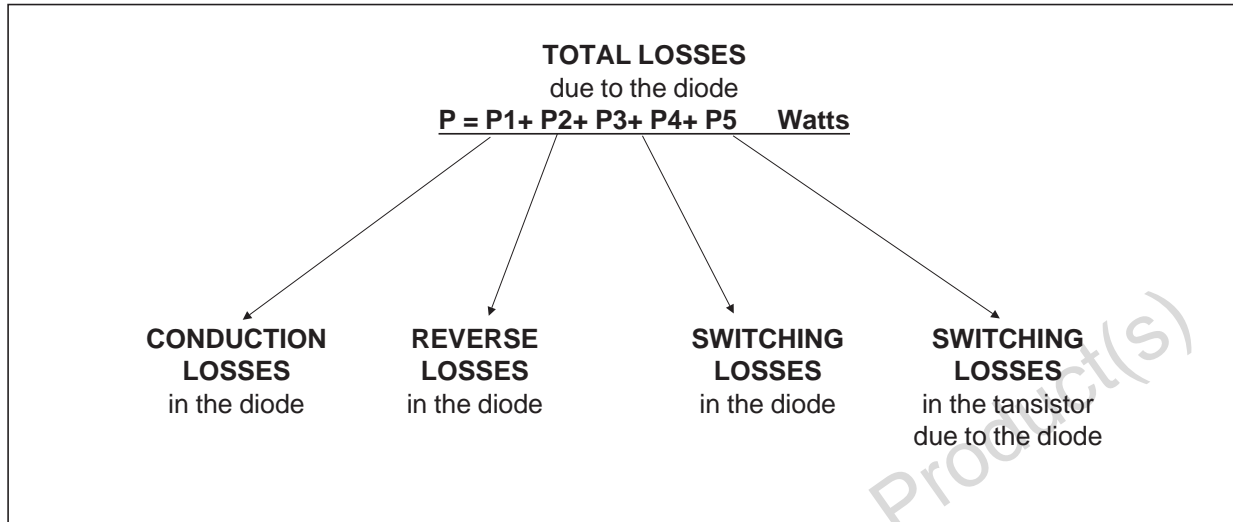 TOTAL LOSSES
due to the diode
P = P1+ P2+ P3+ P4+ P5 Watts
CONDUCTION
LOSSES
in the diode
REVERSE
LOSSES
in the diode
SWITCHING
LOSSES
in the diode
SWITCHING
LOSSES
in the tansistor
due to the diode
Product(s)